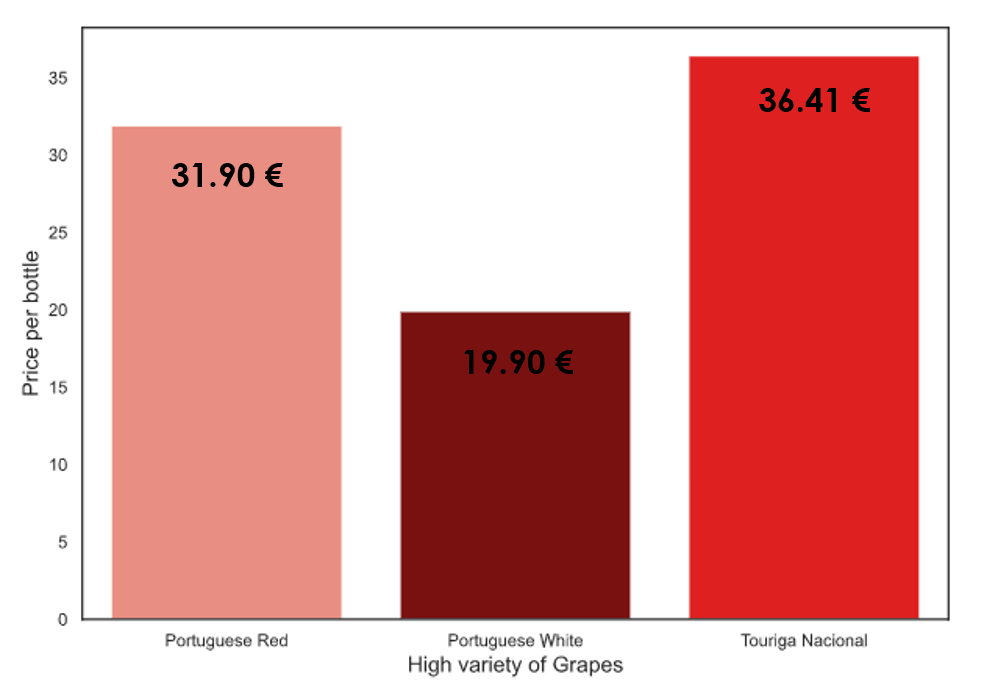 36.41 €
31.90 €
19.90 €
Price per bottle
35
30
25
20
15
10
5
0
Portuguese Red
Portuguese White
Touriga Nacional
High variety of Grapes